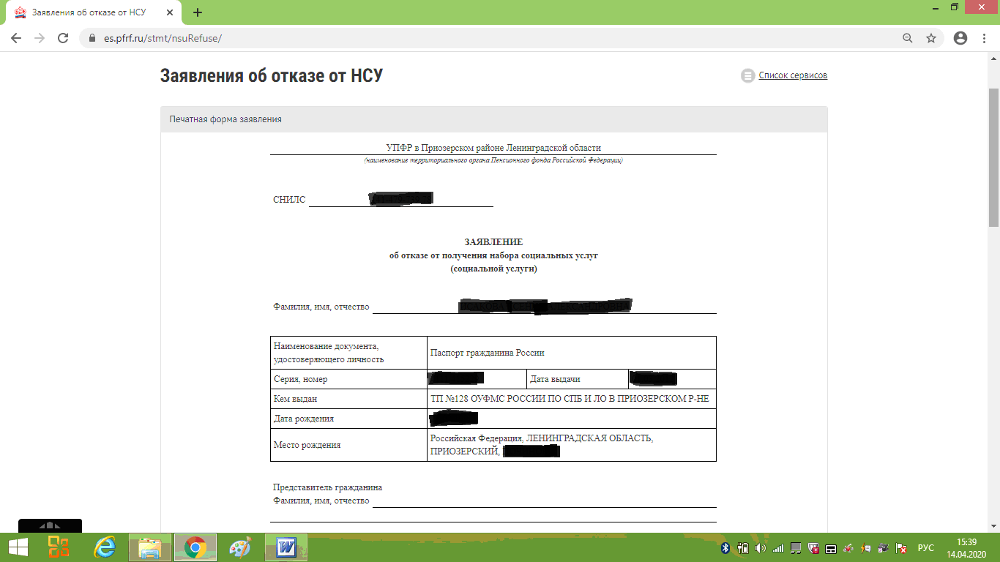 Заявления об отказе от НСУ
es.pfrf.ru/stmt/nsuRefuse/
Заявления об отказе от НСУ
Список сервисов
Печатная форма заявления
УПФР в Приозерском районе Ленинградской области
(наименование территориального органа Пенсионного фонда Российской Федерации)
СНИЛС
ЗАЯВЛЕНИЕ
об отказе от получения набора социальных услуг
(социальной услуги)
Фамилия, имя, отчество
Наименование документа,
удостоверяющего личность
Паспорт гражданина России
Серия, номер
Дата выдачи
Кем выдан
ТП №128 ОУФМС РОССИИ ПО СПБ И ЛО В ПРИОЗЕРСКОМ Р-НЕ
Дата рождения
Место рождения
Российская Федерация, ЛЕНИНГРАДСКАЯ ОБЛАСТЬ,
ПРИОЗЕРСКИЙ,
Представитель гражданина
Фамилия, имя, отчество
РУС
15:39
14.04.2020